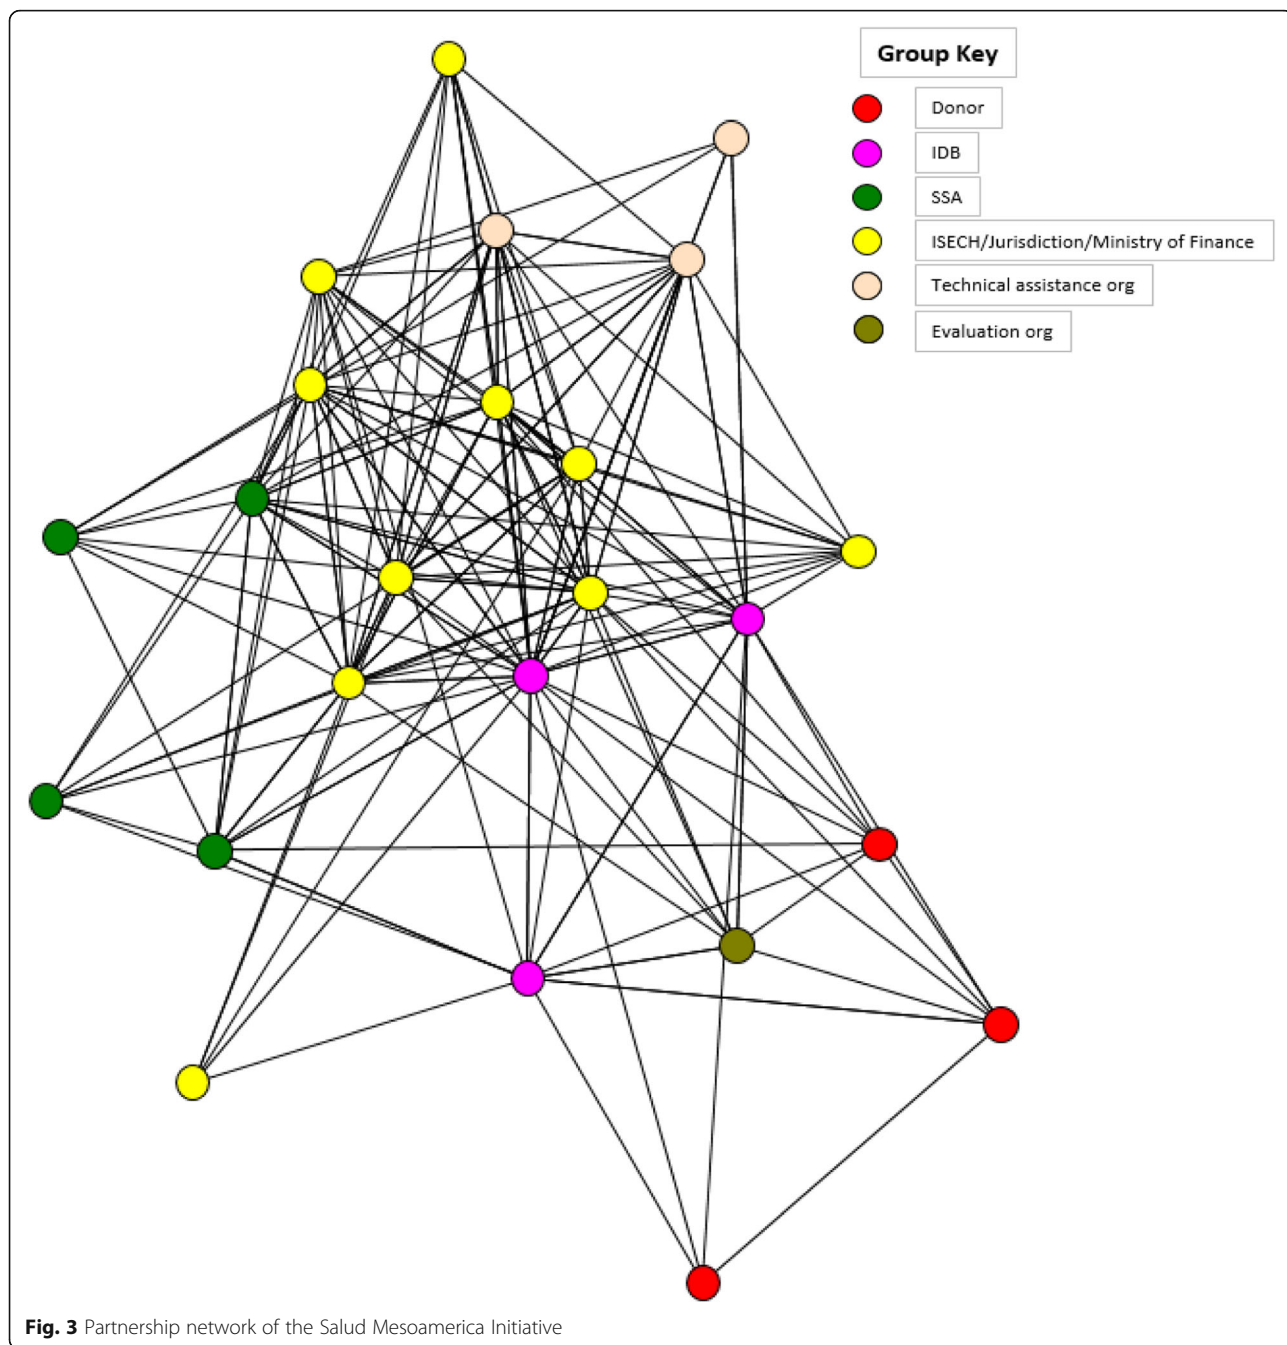 Group Key
Donor
IDB
SSA
ISECH/Jurisdiction/Ministry of Finance
Technical assistance org
Evaluation org
Fig. 3 Partnership network of the Salud Mesoamerica Initiative